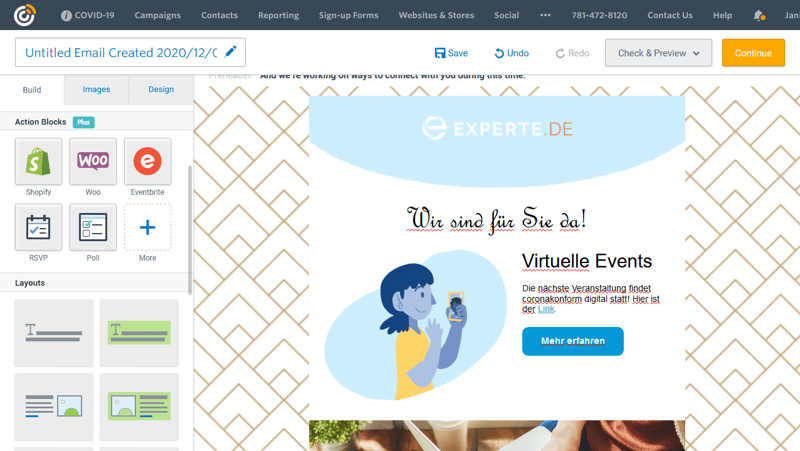 COVID-19 Campaigns Contacts Reporting Sign-up Forms Websites & Stores Social ••• 781-472-8120 Contact Us Help Jan
Untitled Email Created 2020/12/0 Save Undo Redo Check & Preview Continue
Preheader: And we're working on ways to connect with you during this time.
Build Images Design
Action Blocks Plus
WOO
Shopify Woo Eventbrite
RSVP Poll More
Layouts
EXPERTE.DE
Wir sind für Sie da!
Virtuelle Events
Die nächste Veranstaltung findet
coronakonform digital statt! Hier ist
der Link.
Mehr erfahren